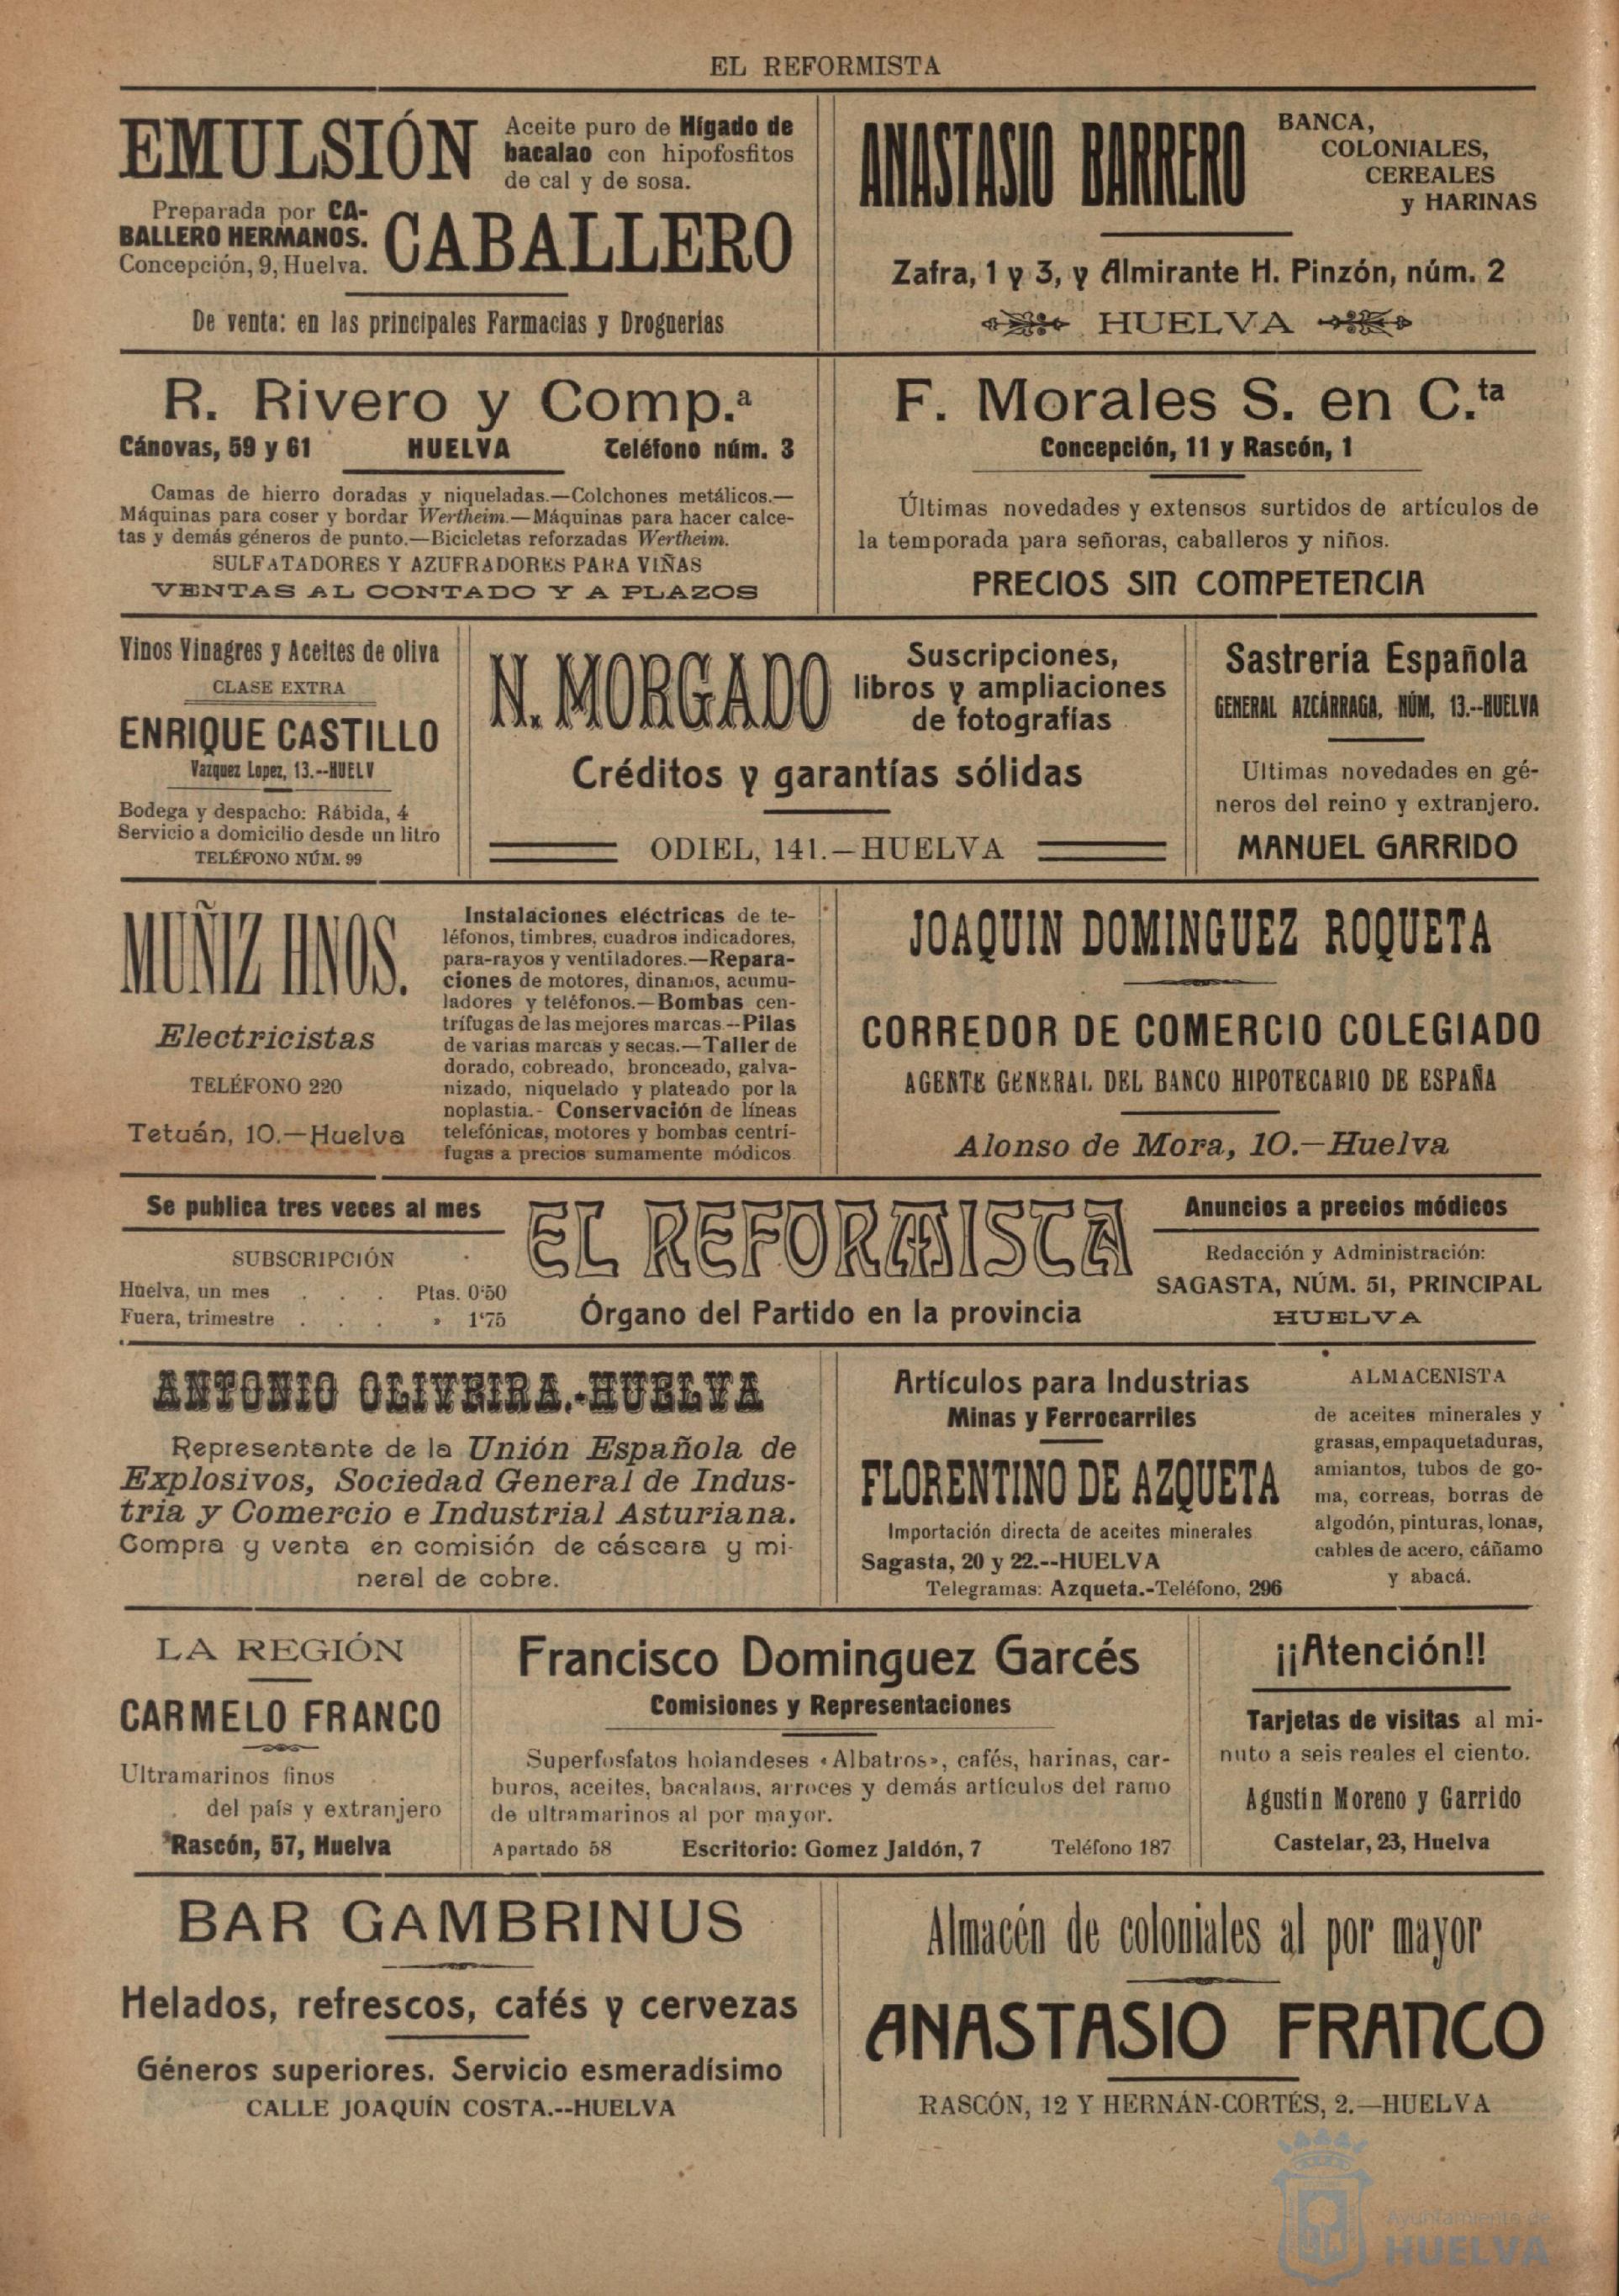 EL REFORMISTA
EMULSIÓN
Aceite puro de Hígado de
bacalao con hipofosfitos
de cal y de sosa.
Preparada por CA-
BALLERO HERMANOS.
Concepción, 9, Huelva.
CABALLERO
De venta: en las principales Farmacias y Droguerias
ANASTASIO BARRERO
BANCA,
COLONIALES,
CEREALES
y HARINAS
Zafra, 1 y 3, y Almirante H. Pinzón, núm. 2
HUELVA
R. Rivero y Comp.ª
Cánovas, 59 y 61 HUELVA Teléfono núm. 3
Camas de hierro doradas y niqueladas.—Colchones metálicos.—
Máquinas para coser y bordar Wertheim.—Máquinas para hacer calce-
tas y demás géneros de punto.—Bicicletas reforzadas Wertheim.
SULFATADORES Y AZUFRADORES PARA VIÑAS
VENTAS AL CONTADO Y A PLAZOS
F. Morales S. en C.ta
Concepción, 11 y Rascón, 1
Últimas novedades y extensos surtidos de artículos de
la temporada para señoras, caballeros y niños.
PRECIOS SIN COMPETENCIA
Vinos Vinagres y Aceites de oliva
CLASE EXTRA
ENRIQUE CASTILLO
Vazquez Lopez, 13.--HUELV
Bodega y despacho: Rábida, 4
Servicio a domicilio desde un litro
TELÉFONO NÚM. 99
N. MORGADO
Suscripciones,
libros y ampliaciones
de fotografías
Créditos y garantías sólidas
ODIEL, 141.—HUELVA
Sastrería Española
GENERAL AZCÁRRAGA, NÚM, 13.--HUELVA
Ultimas novedades en gé-
neros del reino y extranjero.
MANUEL GARRIDO
MUÑIZ HNOS.
Electricistas
TELÉFONO 220
Tetuán, 10.—Huelva
Instalaciones eléctricas de te-
léfonos, timbres, cuadros indicadores,
para-rayos y ventiladores.—Repara-
ciones de motores, dinamos, acumu-
ladores y teléfonos.—Bombas cen-
trífugas de las mejores marcas.—Pilas
de varias marcas y secas.—Taller de
dorado, cobreado, bronceado, galva-
nizado, niquelado y plateado por la
noplastia.- Conservación de líneas
telefónicas, motores y bombas centrí-
fugas a precios sumamente módicos.
JOAQUIN DOMINGUEZ ROQUETA
CORREDOR DE COMERCIO COLEGIADO
AGENTE GENERAL DEL BANCO HIPOTECARIO DE ESPAÑA
Alonso de Mora, 10.—Huelva
Se publica tres veces al mes
SUBSCRIPCIÓN
Huelva, un mes . . . Ptas. 0'50
Fuera, trimestre . . . » 1'75
EL REFORMISTA
Órgano del Partido en la provincia
Anuncios a precios módicos
Redacción y Administración:
SAGASTA, NÚM. 51, PRINCIPAL
HUELVA
ANTONIO OLIVEIRA.-HUELVA
Representante de la Unión Española de
Explosivos, Sociedad General de Indus-
tria y Comercio e Industrial Asturiana.
Compra y venta en comisión de cáscara y mi-
neral de cobre.
Artículos para Industrias
Minas y Ferrocarriles
FLORENTINO DE AZQUETA
Importación directa de aceites minerales
Sagasta, 20 y 22.--HUELVA
Telegramas: Azqueta.-Teléfono, 296
ALMACENISTA
de aceites minerales y
grasas, empaquetaduras,
amiantos, tubos de go-
ma, correas, borras de
algodón, pinturas, lonas,
cables de acero, cáñamo
y abacá.
LA REGIÓN
CARMELO FRANCO
Ultramarinos finos
del país y extranjero
Rascón, 57, Huelva
Francisco Dominguez Garcés
Comisiones y Representaciones
Superfosfatos holandeses «Albatros», cafés, harinas, car-
buros, aceites, bacalaos, arroces y demás artículos del ramo
de ultramarinos al por mayor.
Apartado 58 Escritorio: Gomez Jaldón, 7 Teléfono 187
¡¡Atención!!
Tarjetas de visitas al mi-
nuto a seis reales el ciento.
Agustin Moreno y Garrido
Castelar, 23, Huelva
BAR GAMBRINUS
Helados, refrescos, cafés y cervezas
Géneros superiores. Servicio esmeradísimo
CALLE JOAQUÍN COSTA.--HUELVA
Almacén de coloniales al por mayor
ANASTASIO FRANCO
RASCÓN, 12 Y HERNÁN-CORTÉS, 2.—HUELVA
Ayuntamiento de
HUELVA